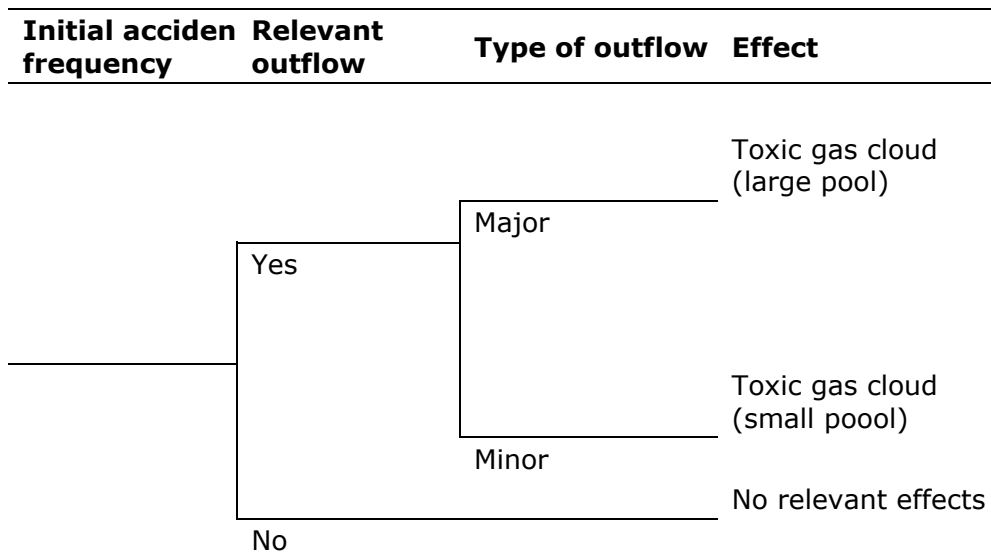 Initial acciden Relevant
frequency outflow Type of outflow Effect
Toxic gas cloud
(large pool)
Major
Yes
Toxic gas cloud
(small poool)
Minor
No relevant effects
No